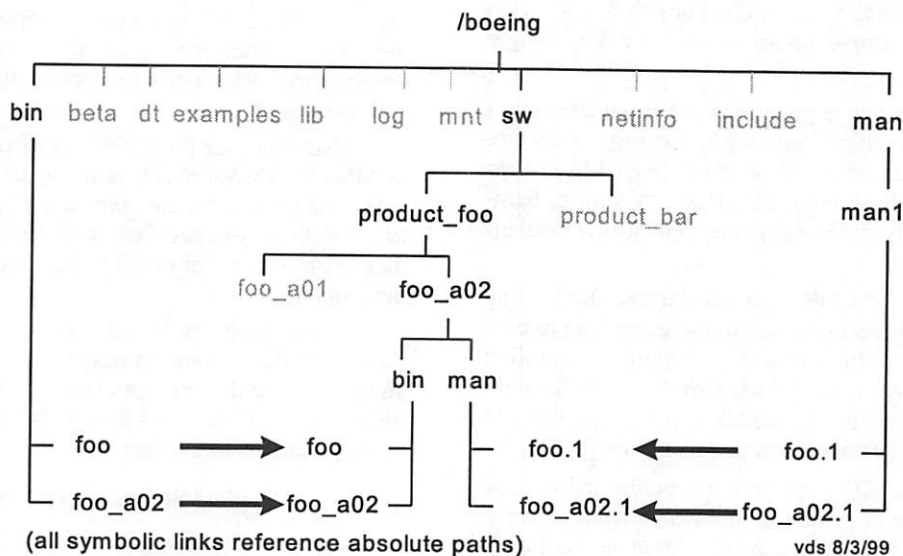 /boeing
bin beta dt examples lib log mnt sw netinfo include man
product_foo product_bar man1
foo_a01 foo_a02
bin man
foo foo foo.1 foo.1
foo_a02 foo_a02 foo_a02.1 foo_a02.1
(all symbolic links reference absolute paths) vds 8/3/99